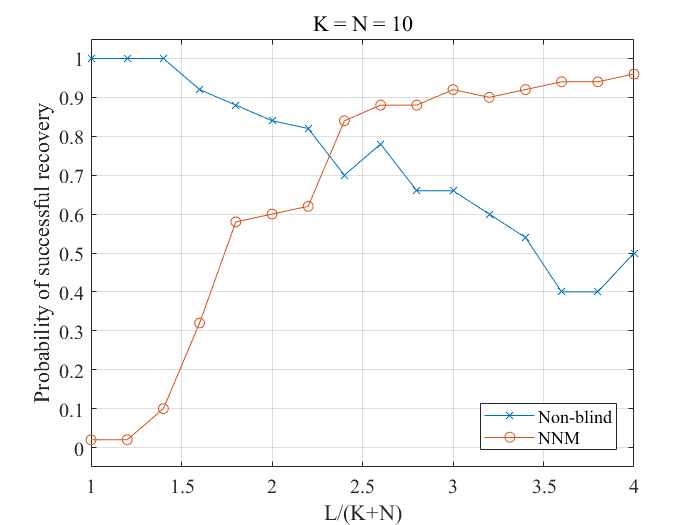 K = N = 10
Probability of successful recovery
1
0.9
0.8
0.7
0.6
0.5
0.4
0.3
0.2
0.1
0
1 1.5 2 2.5 3 3.5 4
L/(K+N)
Non-blind
NNM